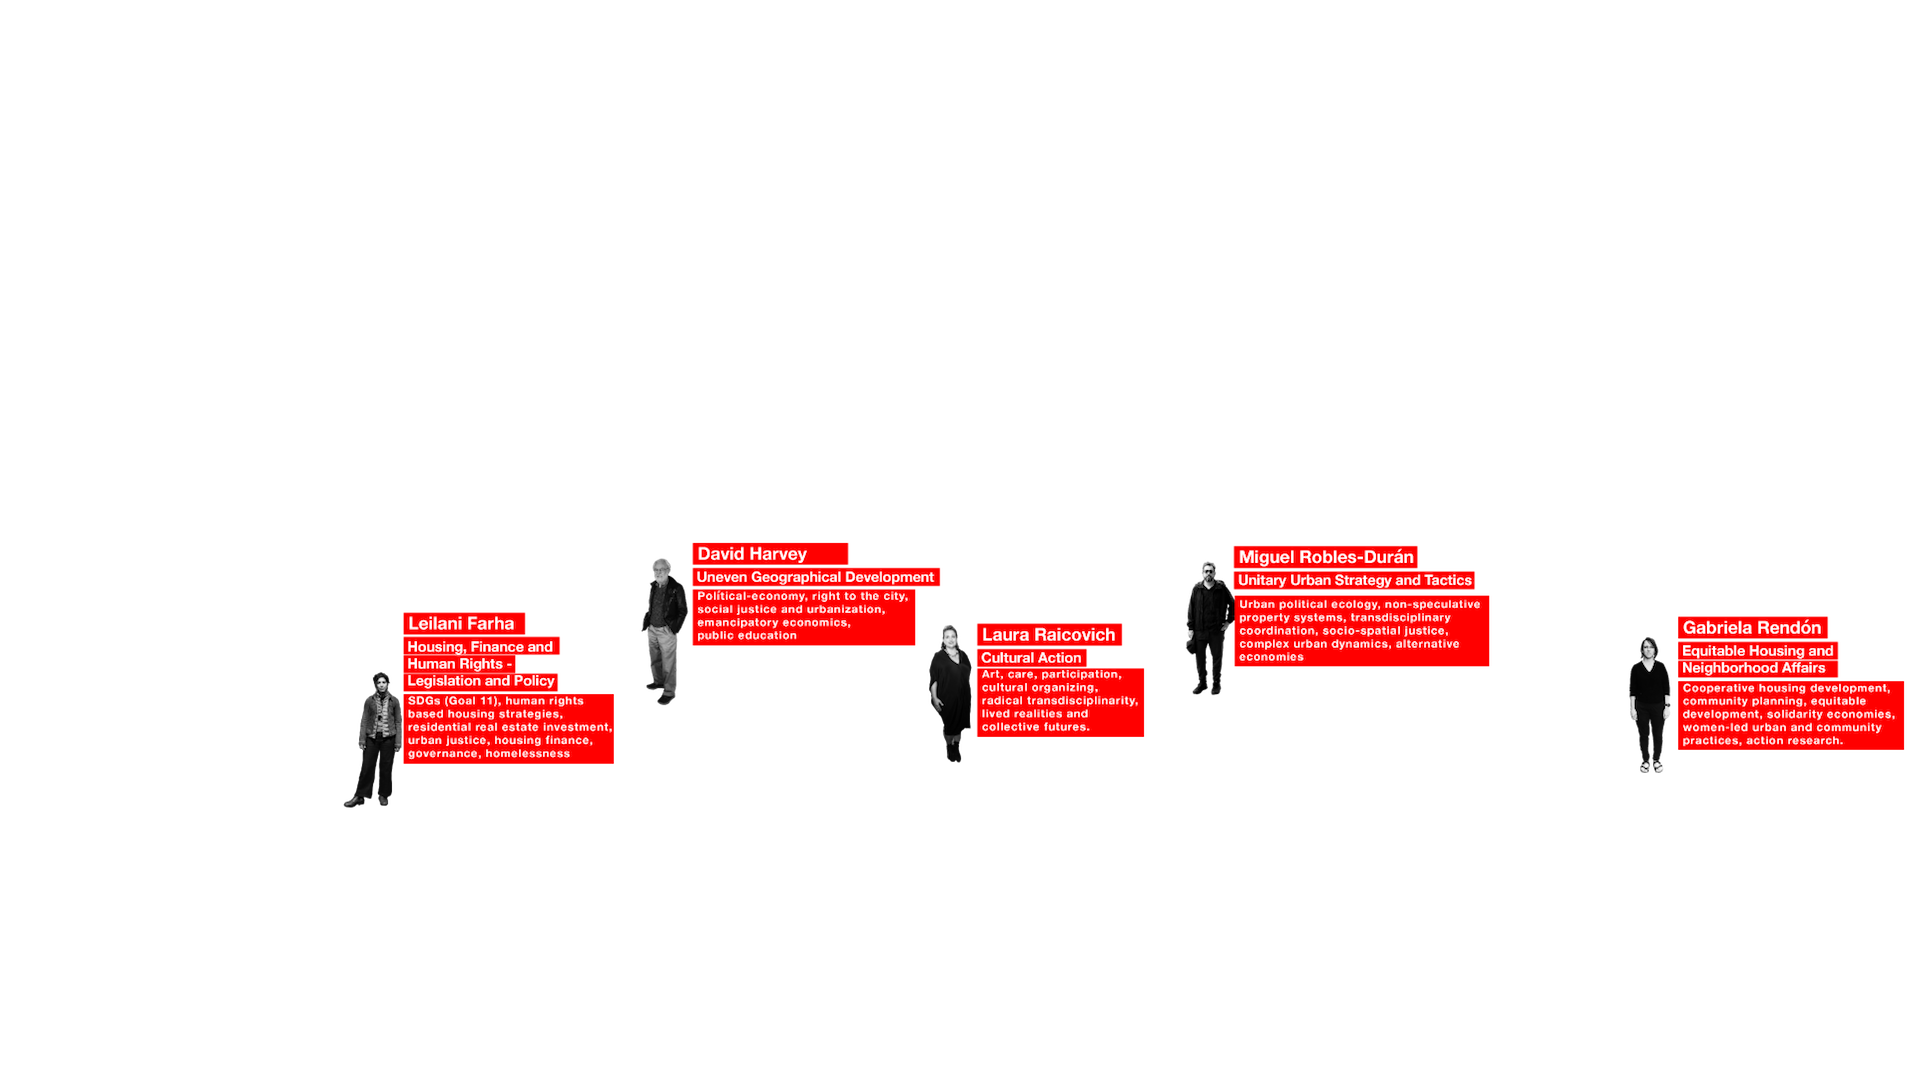 Leilani Farha
Housing, Finance and
Human Rights -
Legislation and Policy
SDGs (Goal 11), human rights
based housing strategies,
residential real estate investment,
urban justice, housing finance,
governance, homelessness
David Harvey
Uneven Geographical Development
Political-economy, right to the city,
social justice and urbanization,
emancipatory economics,
public education
Laura Raicovich
Cultural Action
Art, care, participation,
cultural organizing,
radical transdisciplinarity,
lived realities and
collective futures.
Miguel Robles-Durán
Unitary Urban Strategy and Tactics
Urban political ecology, non-speculative
property systems, transdisciplinary
coordination, socio-spatial justice,
complex urban dynamics, alternative
economies
Gabriela Rendón
Equitable Housing and
Neighborhood Affairs
Cooperative housing development,
community planning, equitable
development, solidarity economies,
women-led urban and community
practices, action research.